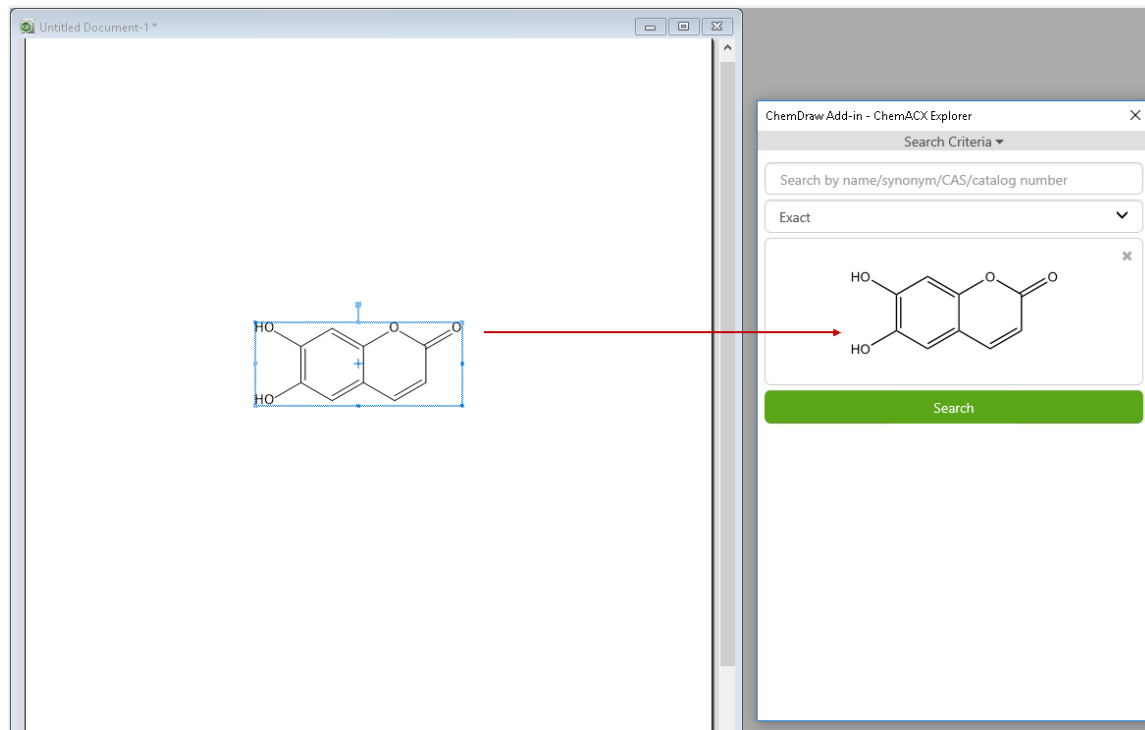 Untitled Document-1 *
HO
O
O
HO
ChemDraw Add-in - ChemACX Explorer
Search Criteria
Search by name/synonym/CAS/catalog number
Exact
HO
O
O
HO
Search